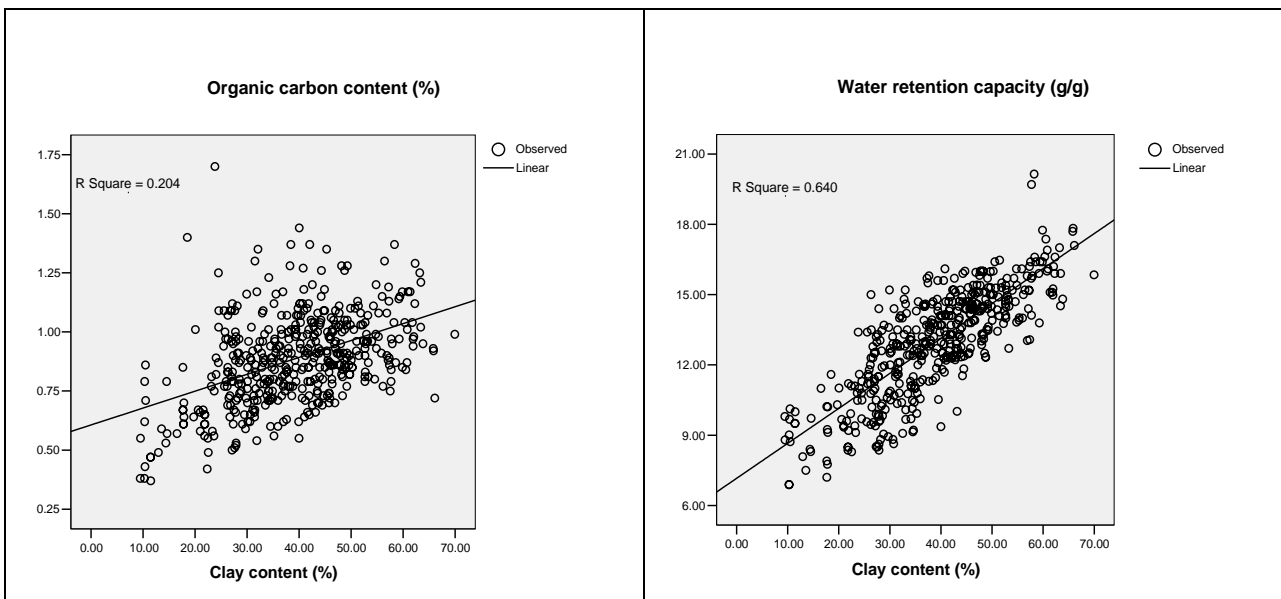 Organic carbon content (%)
1.75
1.50
1.25
1.00
0.75
0.50
0.25
R Square = 0.204
Observed
Linear
0.00 10.00 20.00 30.00 40.00 50.00 60.00 70.00
Clay content (%)
Water retention capacity (g/g)
21.00
18.00
15.00
12.00
9.00
6.00
R Square = 0.640
Observed
Linear
0.00 10.00 20.00 30.00 40.00 50.00 60.00 70.00
Clay content (%)